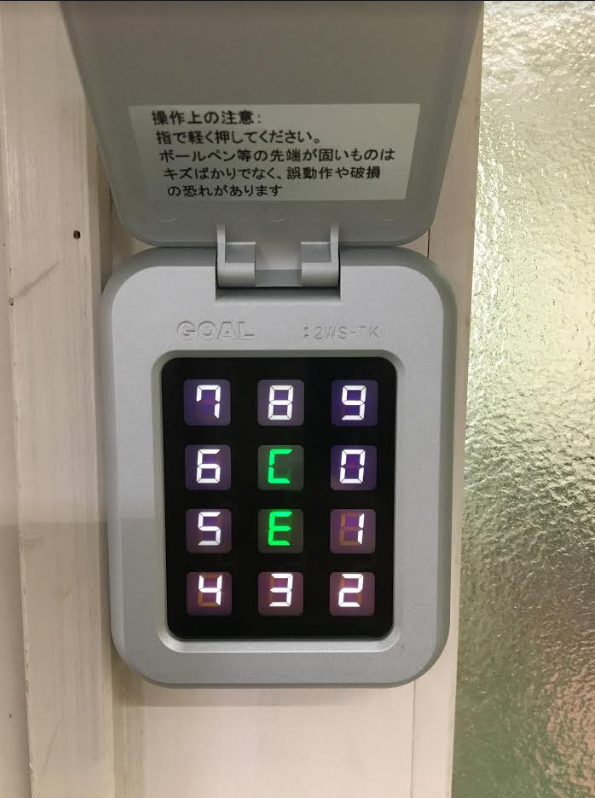 操作上の注意:
指で軽く押してください。
ボールペン等の先端が固いものは
キズばかりでなく、誤動作や破損
の恐れがあります
GOAL :2WS-TK
7 8 9
6 C 0
5 E 1
4 3 2